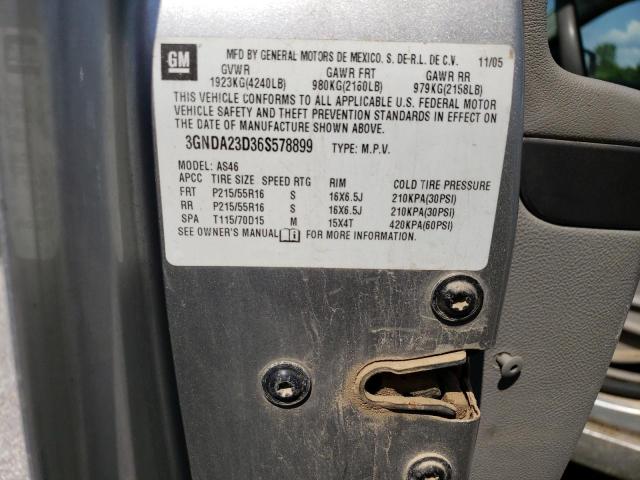 GM
MFD BY GENERAL MOTORS DE MEXICO. S. DE-R.L. DE C.V. 11/05
GVWR GAWR FRT GAWR RR
1923KG(4240LB) 980KG(2160LB) 979KG(2158LB)
THIS VEHICLE CONFORMS TO ALL APPLICABLE U.S. FEDERAL MOTOR
VEHICLE SAFETY AND THEFT PREVENTION STANDARDS IN EFFECT ON
THE DATE OF MANUFACTURE SHOWN ABOVE.
3GNDA23D36S578899 TYPE: M.P.V.
MODEL: AS46
APCC TIRE SIZE SPEED RTG RIM COLD TIRE PRESSURE
FRT P215/55R16 S 16X6.5J 210KPA(30PSI)
RR P215/55R16 S 16X6.5J 210KPA(30PSI)
SPA T115/70D15 M 15X4T 420KPA(60PSI)
SEE OWNER'S MANUAL FOR MORE INFORMATION.